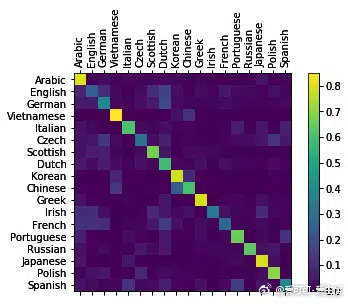 Arabic
English
German
Vietnamese
Italian
Czech
Scottish
Dutch
Korean
Chinese
Greek
Irish
French
Portuguese
Russian
Japanese
Polish
Spanish
Arabic
English
German
Vietnamese
Italian
Czech
Scottish
Dutch
Korean
Chinese
Greek
Irish
French
Portuguese
Russian
Japanese
Polish
Spanish
0.8
0.7
0.6
0.5
0.4
0.3
0.2
0.1